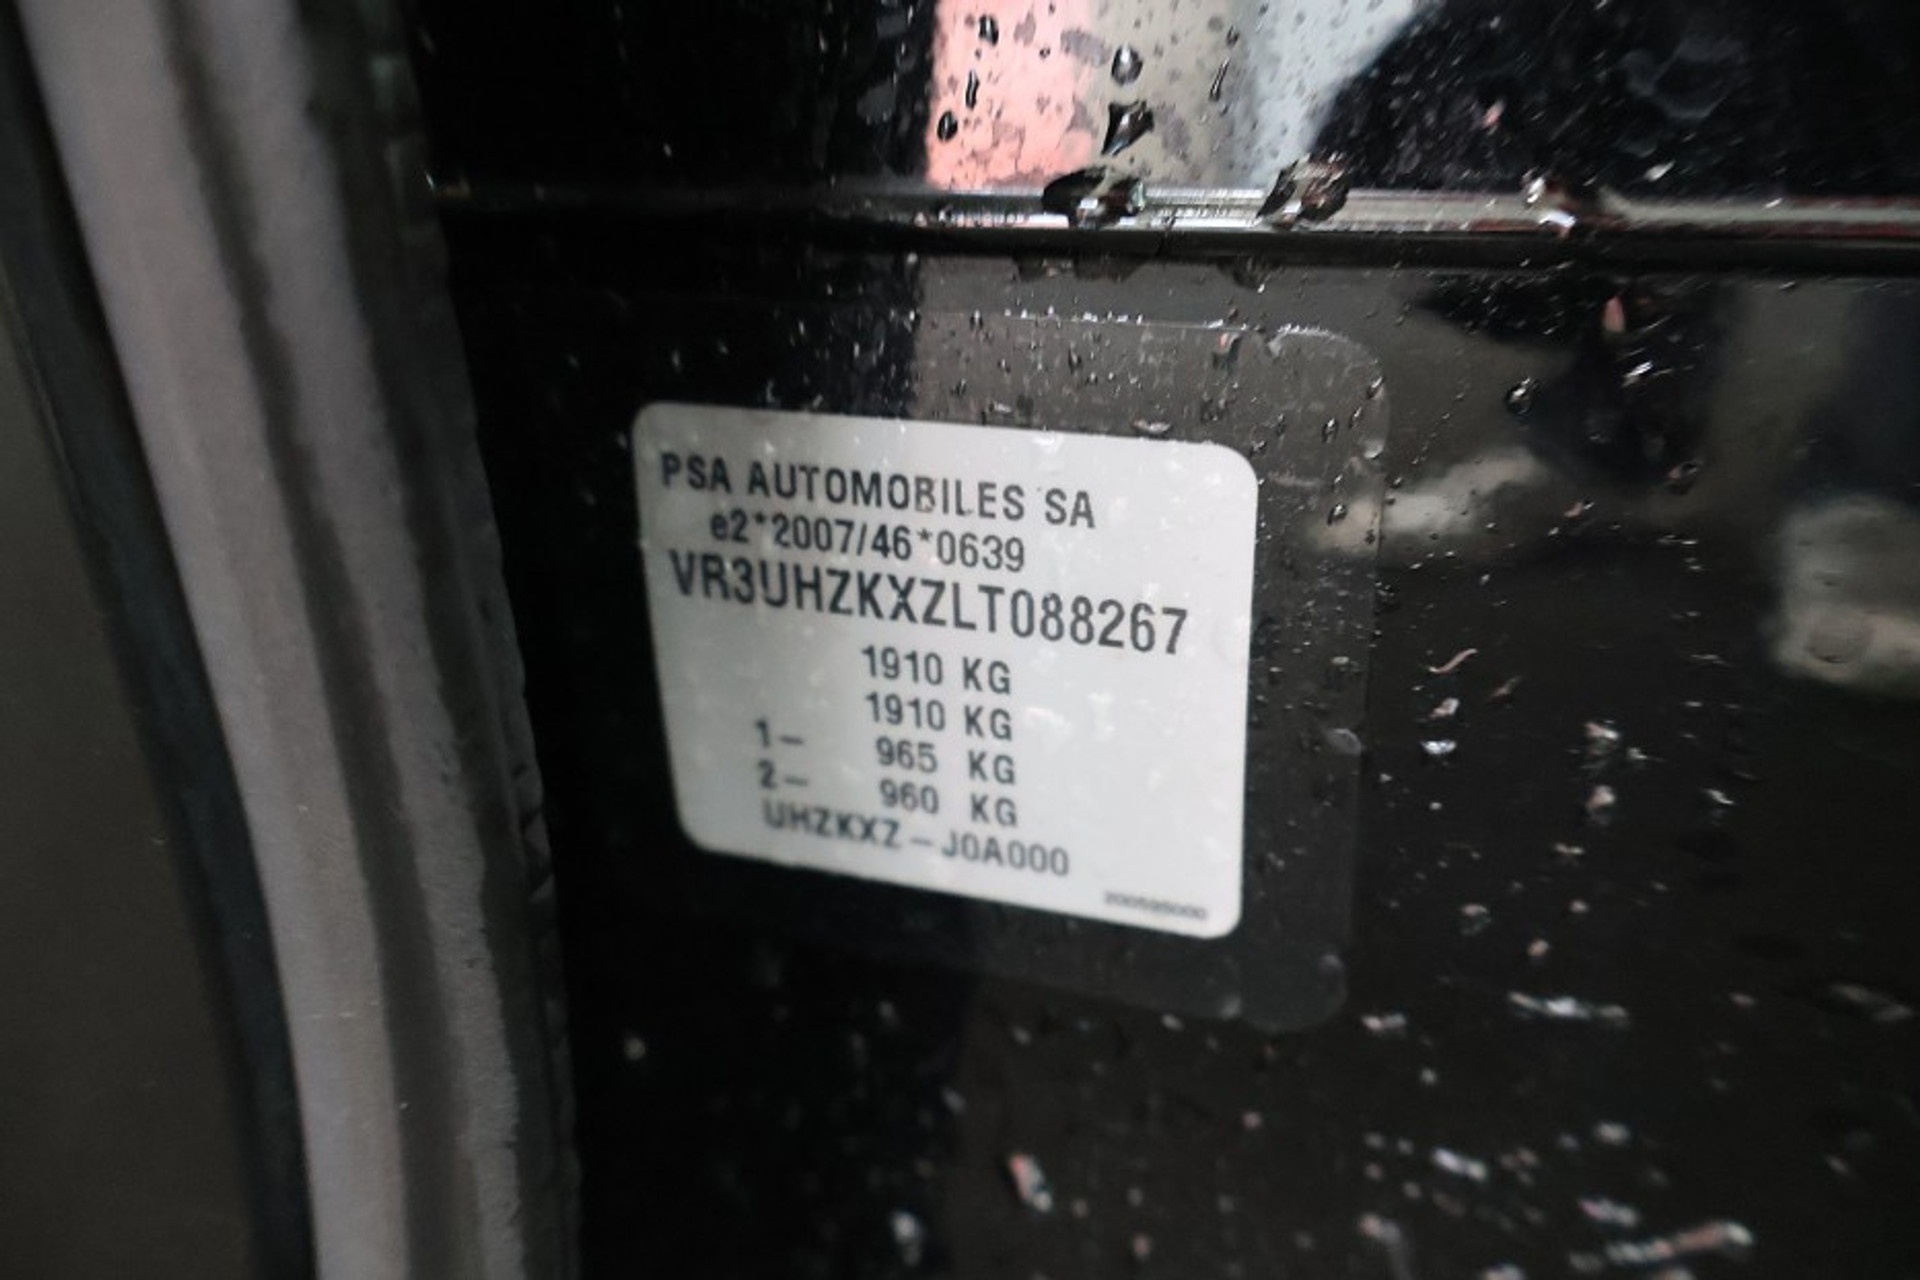 PSA AUTOMOBILES SA
e2*2007/46*0639
VR3UHZKXZLT088267
1910 KG
1910 KG
1- 965 KG
2- 960 KG
UHZKXZ-J0A000